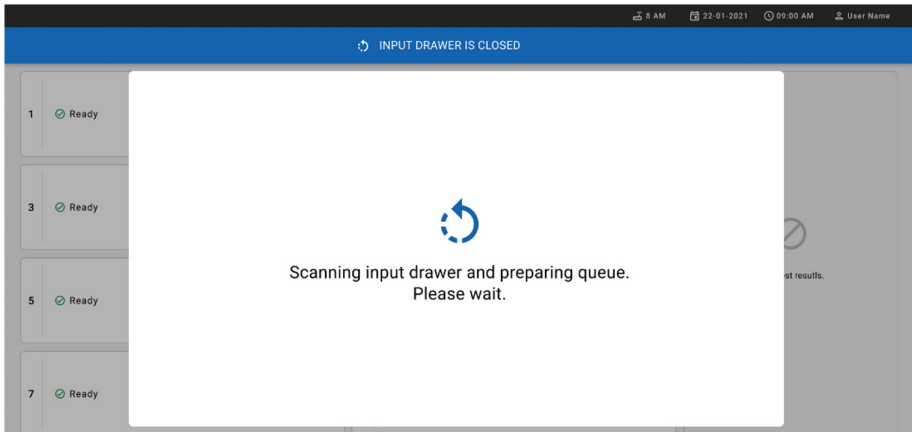 8 AM 22-01-2021 09:00 AM User Name
INPUT DRAWER IS CLOSED
1 Ready
3 Ready
Scanning input drawer and preparing queue.
Please wait.
st resutls.
5 Ready
7 Ready